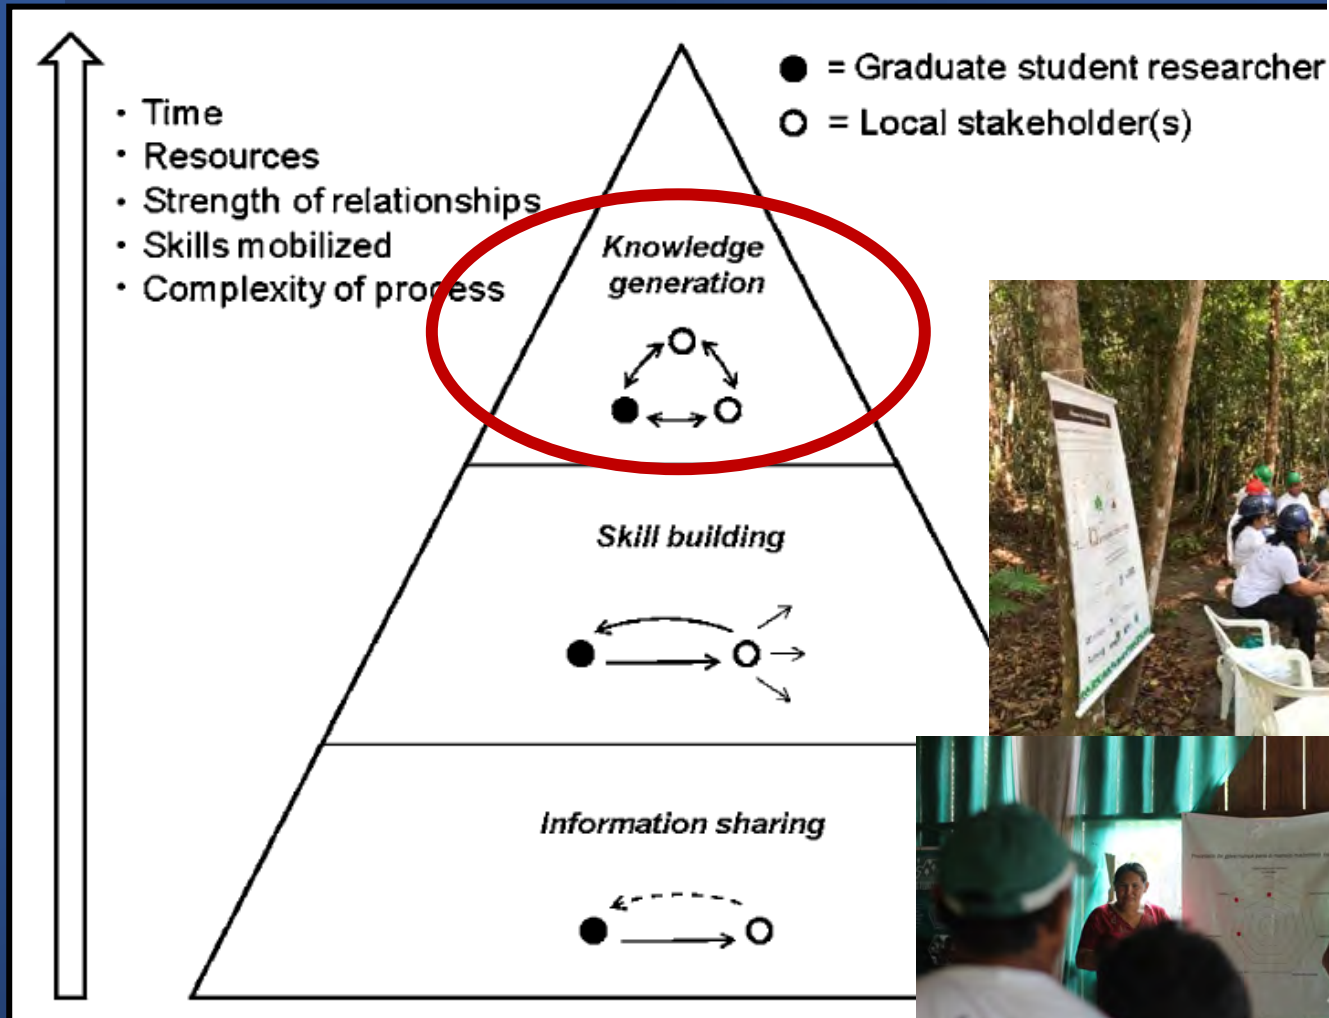 • Time
• Resources
• Strength of relationships
• Skills mobilized
• Complexity of process
● = Graduate student researcher
O = Local stakeholder(s)
Knowledge
generation
Skill building
Information sharing